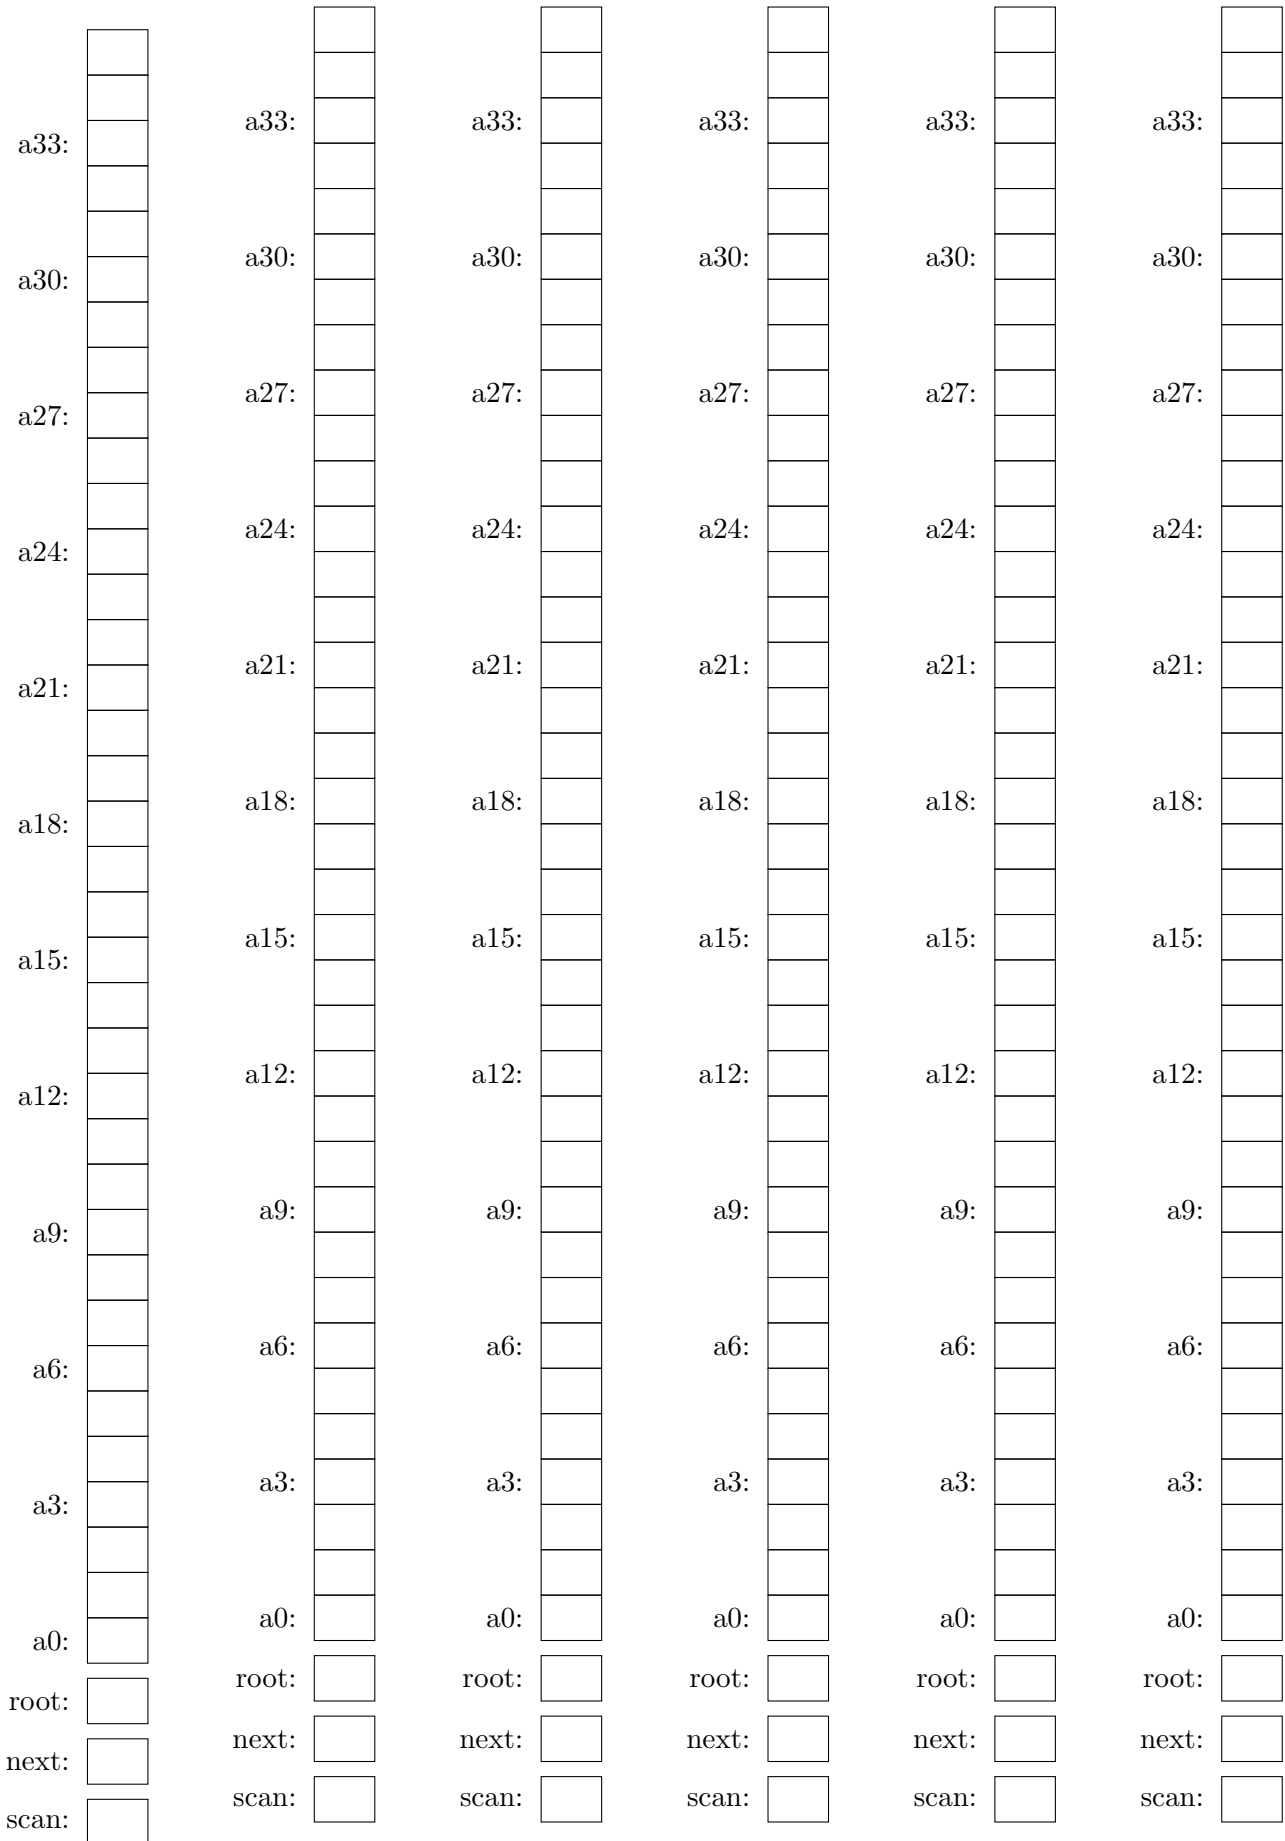 a33: a33: a33: a33: a33: a33:
a30: a30: a30: a30: a30: a30:
a27: a27: a27: a27: a27: a27:
a24: a24: a24: a24: a24: a24:
a21: a21: a21: a21: a21: a21:
a18: a18: a18: a18: a18: a18:
a15: a15: a15: a15: a15: a15:
a12: a12: a12: a12: a12: a12:
a9: a9: a9: a9: a9: a9:
a6: a6: a6: a6: a6: a6:
a3: a3: a3: a3: a3: a3:
a0: a0: a0: a0: a0: a0:
root: root: root: root: root: root:
next: next: next: next: next: next:
scan: scan: scan: scan: scan: scan: